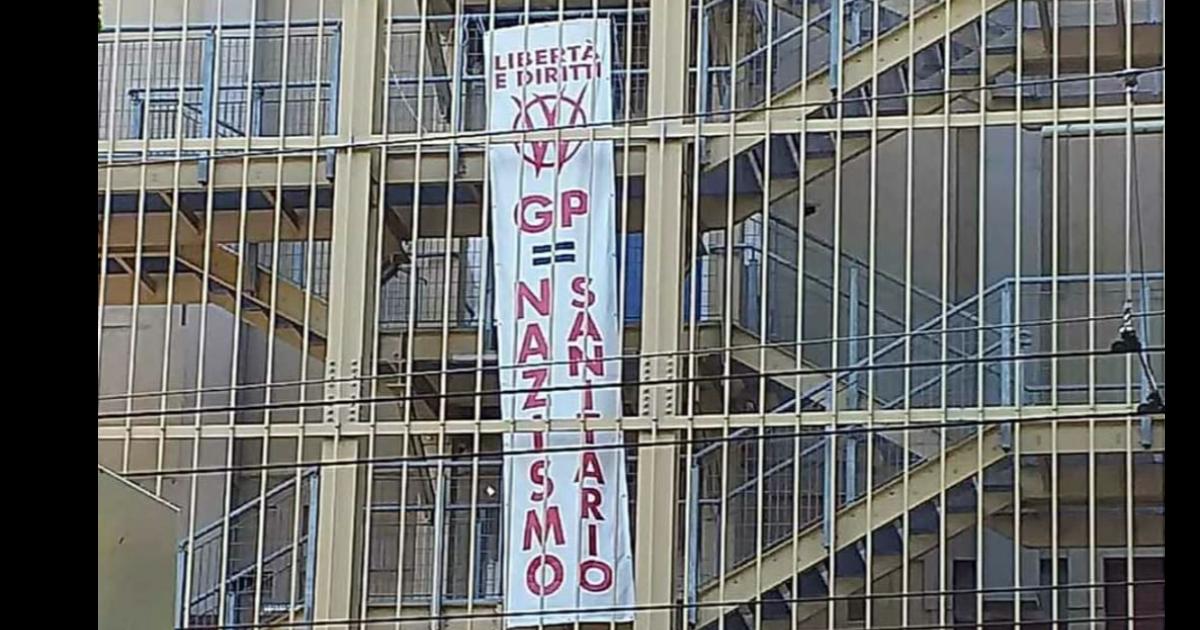 LIBERTÀ
E DIRITTI
GP
=
NAZISMO
SANITARIO